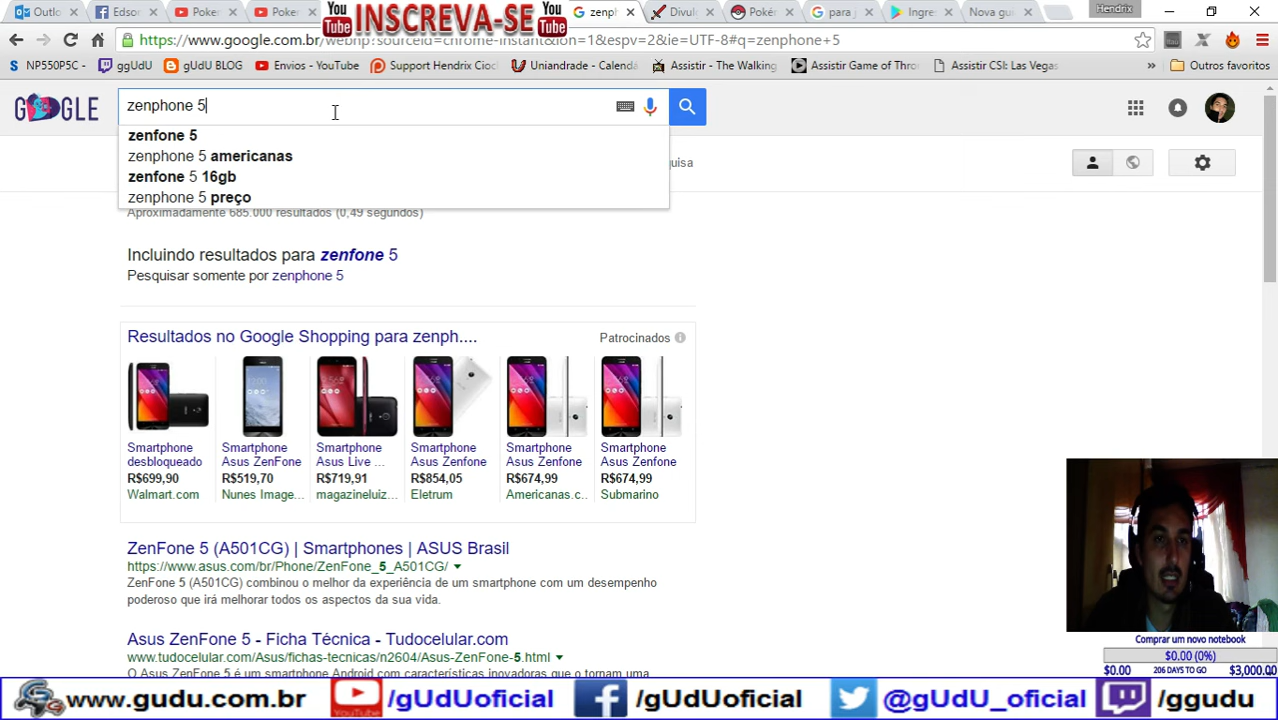 Outlo
Edsor
Poker
Poker
You Tube INSCREVA-SE You Tube
zenph
Divul
Poké
para j
Ingre
Nova gu
Hendrix
https://www.google.com.br/webhp?sourceid=chrome-instant&ion=1&espv=2&ie=UTF-8#q=zenphone+5
NP550P5C -
ggUdU
gUdU BLOG
Envios - YouTube
Support Hendrix Cioc
Uniandrade - Calenda
Assistir - The Walking
Assistir Game of Thro
Assistir CSI: Las Vegas
»
Outros favoritos
GOOGLE
zenphone 5
zenfone 5
zenphone 5 americanas
zenfone 5 16gb
zenphone 5 preço
quisa
Aproximadamente 685.000 resultados (0,49 segundos)
Incluindo resultados para zenfone 5
Pesquisar somente por zenphone 5
Resultados no Google Shopping para zenph....
Patrocinados
Smartphone desbloqueado
R$699,90
Walmart.com
Smartphone Asus ZenFone
R$519,70
Nunes Image...
Smartphone Asus Live ...
R$719,91
magazineluiz...
Smartphone Asus Zenfone
R$854,05
Eletrum
Smartphone Asus Zenfone
R$674,99
Americanas.c...
Smartphone Asus Zenfone
R$674,99
Submarino
ZenFone 5 (A501CG) | Smartphones | ASUS Brasil
https://www.asus.com/br/Phone/ZenFone_5_A501CG/
ZenFone 5 (A501CG) combinou o melhor da experiência de um smartphone com um desempenho
poderoso que irá melhorar todos os aspectos da sua vida.
Asus ZenFone 5 - Ficha Técnica - Tudocelular.com
www.tudocelular.com/Asus/fichas-tecnicas/n2604/Asus-ZenFone-5.html
O Asus ZenFone 5 é um smartphone Android com características inovadoras que o tornam uma
Comprar um novo notebook
$0.00 (0%)
$0.00
206 DAYS TO GO
$3,000.00
www.gudu.com.br
YouTube
/gUdUoficial
/gUdUoficial
@gUdU_oficial
/ggudu